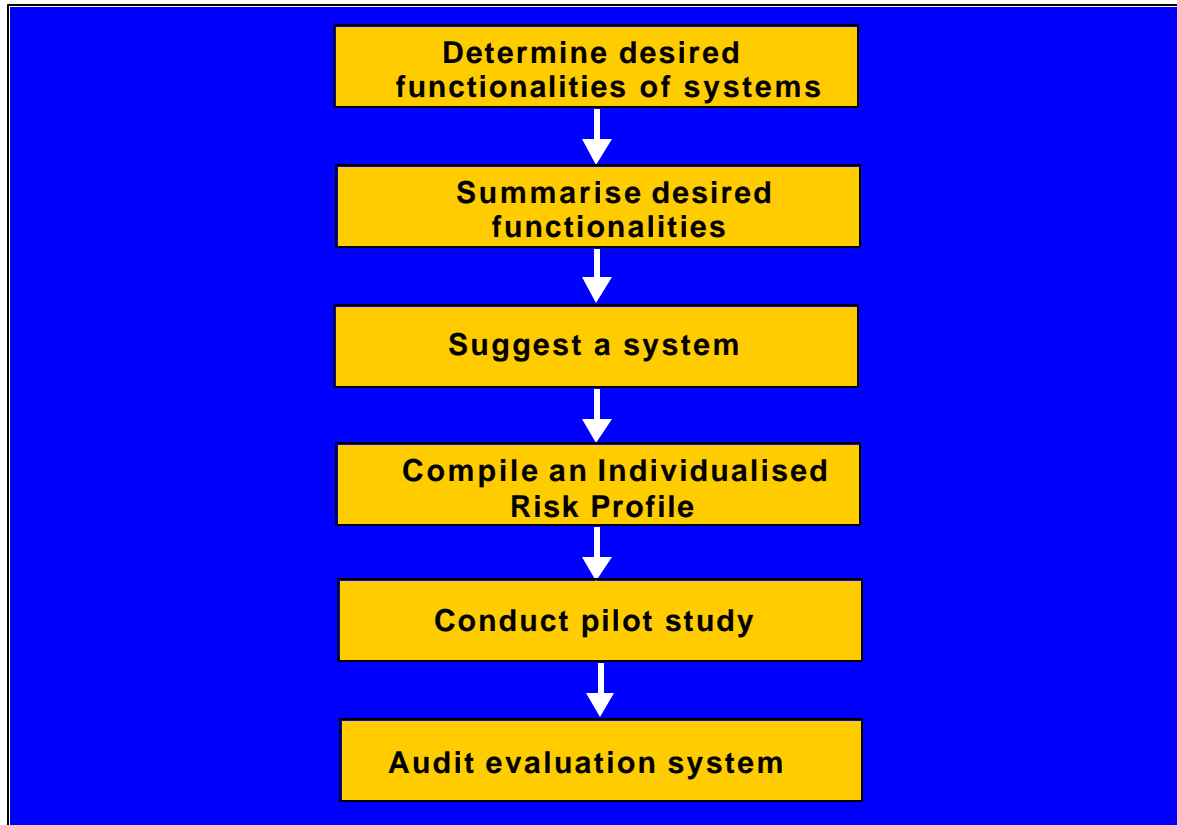 Determine desired
functionalities of systems
Summarise desired
functionalities
Suggest a system
Compile an Individualised
Risk Profile
Conduct pilot study
Audit evaluation system